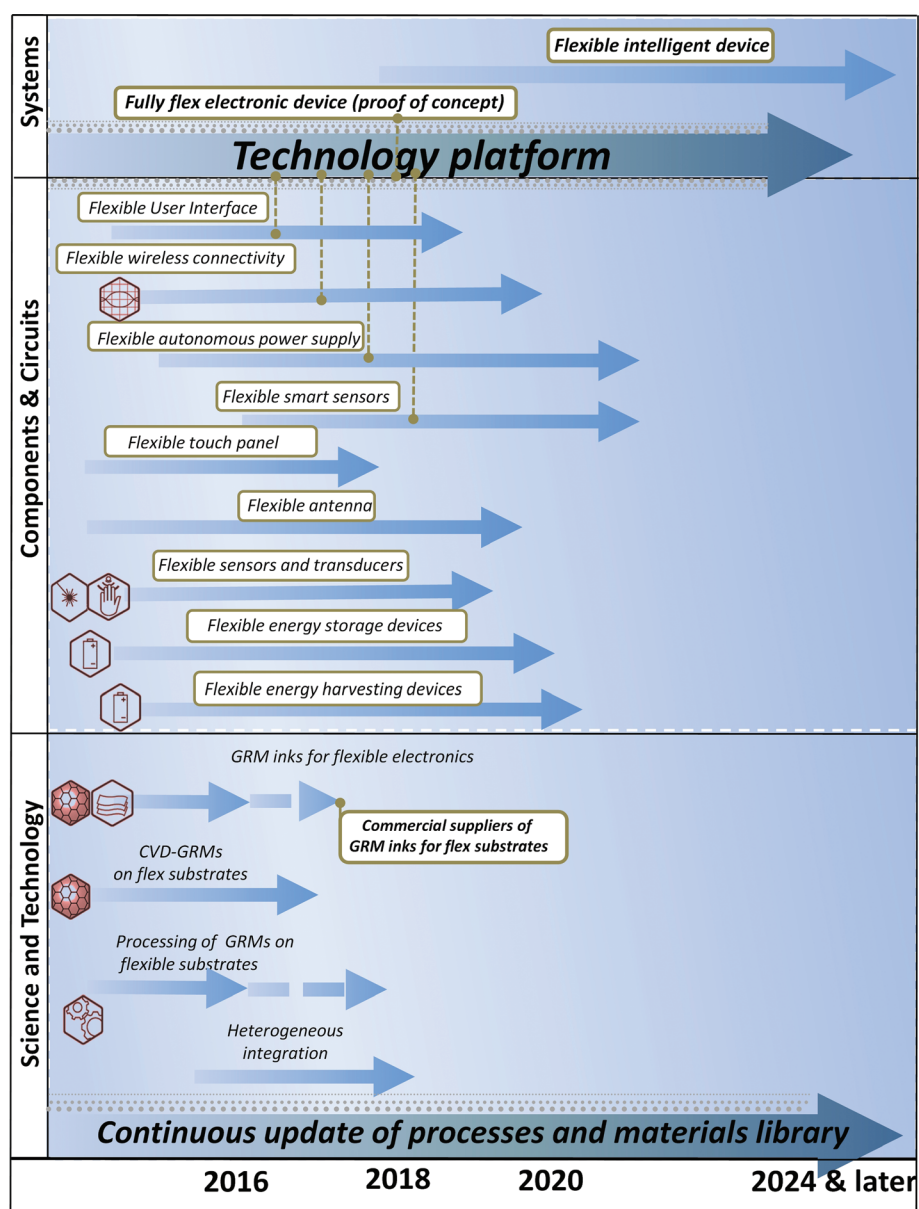 Systems
Flexible intelligent device
Fully flex electronic device (proof of concept)
Technology platform
Components & Circuits
Flexible User Interface
Flexible wireless connectivity
Flexible autonomous power supply
Flexible smart sensors
Flexible touch panel
Flexible antenna
Flexible sensors and transducers
Flexible energy storage devices
Flexible energy harvesting devices
Science and Technology
GRM inks for flexible electronics
Commercial suppliers of
GRM inks for flex substrates
CVD-GRMs
on flex substrates
Processing of GRMs on
flexible substrates
Heterogeneous
integration
Continuous update of processes and materials library
2016 2018 2020 2024 & later